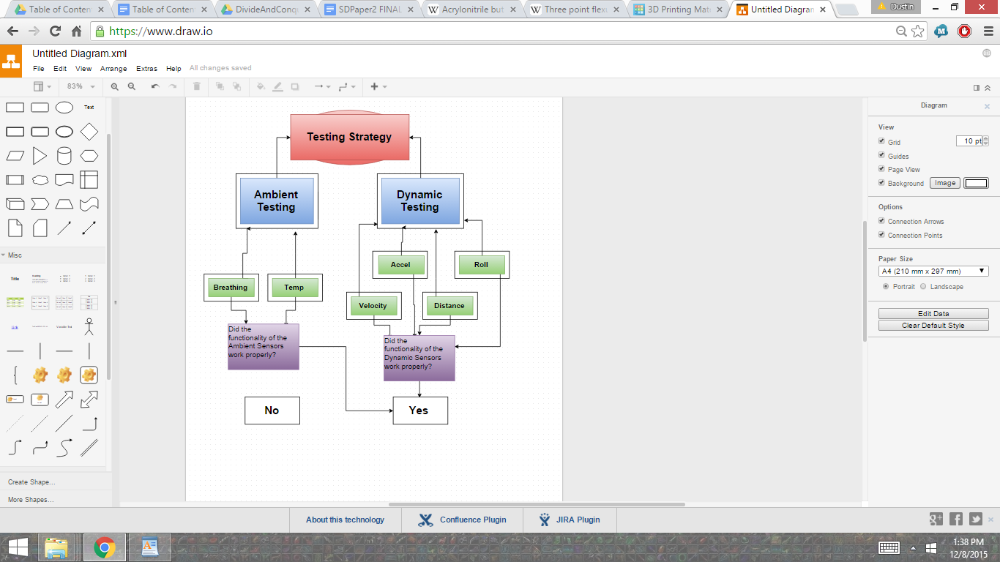 Table of Conten
Table of Conten
DivideAndConqu
SDPaper2 FINAL
Acrylonitrile but
Three point flexu
3D Printing Mate
Untitled Diagram
Dustin
https://www.draw.io
Untitled Diagram.xml
File Edit View Arrange Extras Help All changes saved
83%
Text
Misc
Title
Create Shape...
More Shapes...
Testing Strategy
Ambient
Testing
Dynamic
Testing
Accel
Roll
Breathing
Temp
Velocity
Distance
Did the
functionality of the
Ambient Sensors
work properly?
Did the
functionality of the
Dynamic Sensors
work properly?
No
Yes
Diagram
View
Grid 10 pt
Guides
Page View
Background Image
Options
Connection Arrows
Connection Points
Paper Size
A4 (210 mm x 297 mm)
Portrait Landscape
Edit Data
Clear Default Style
About this technology
Confluence Plugin
JIRA Plugin
1:38 PM
12/8/2015